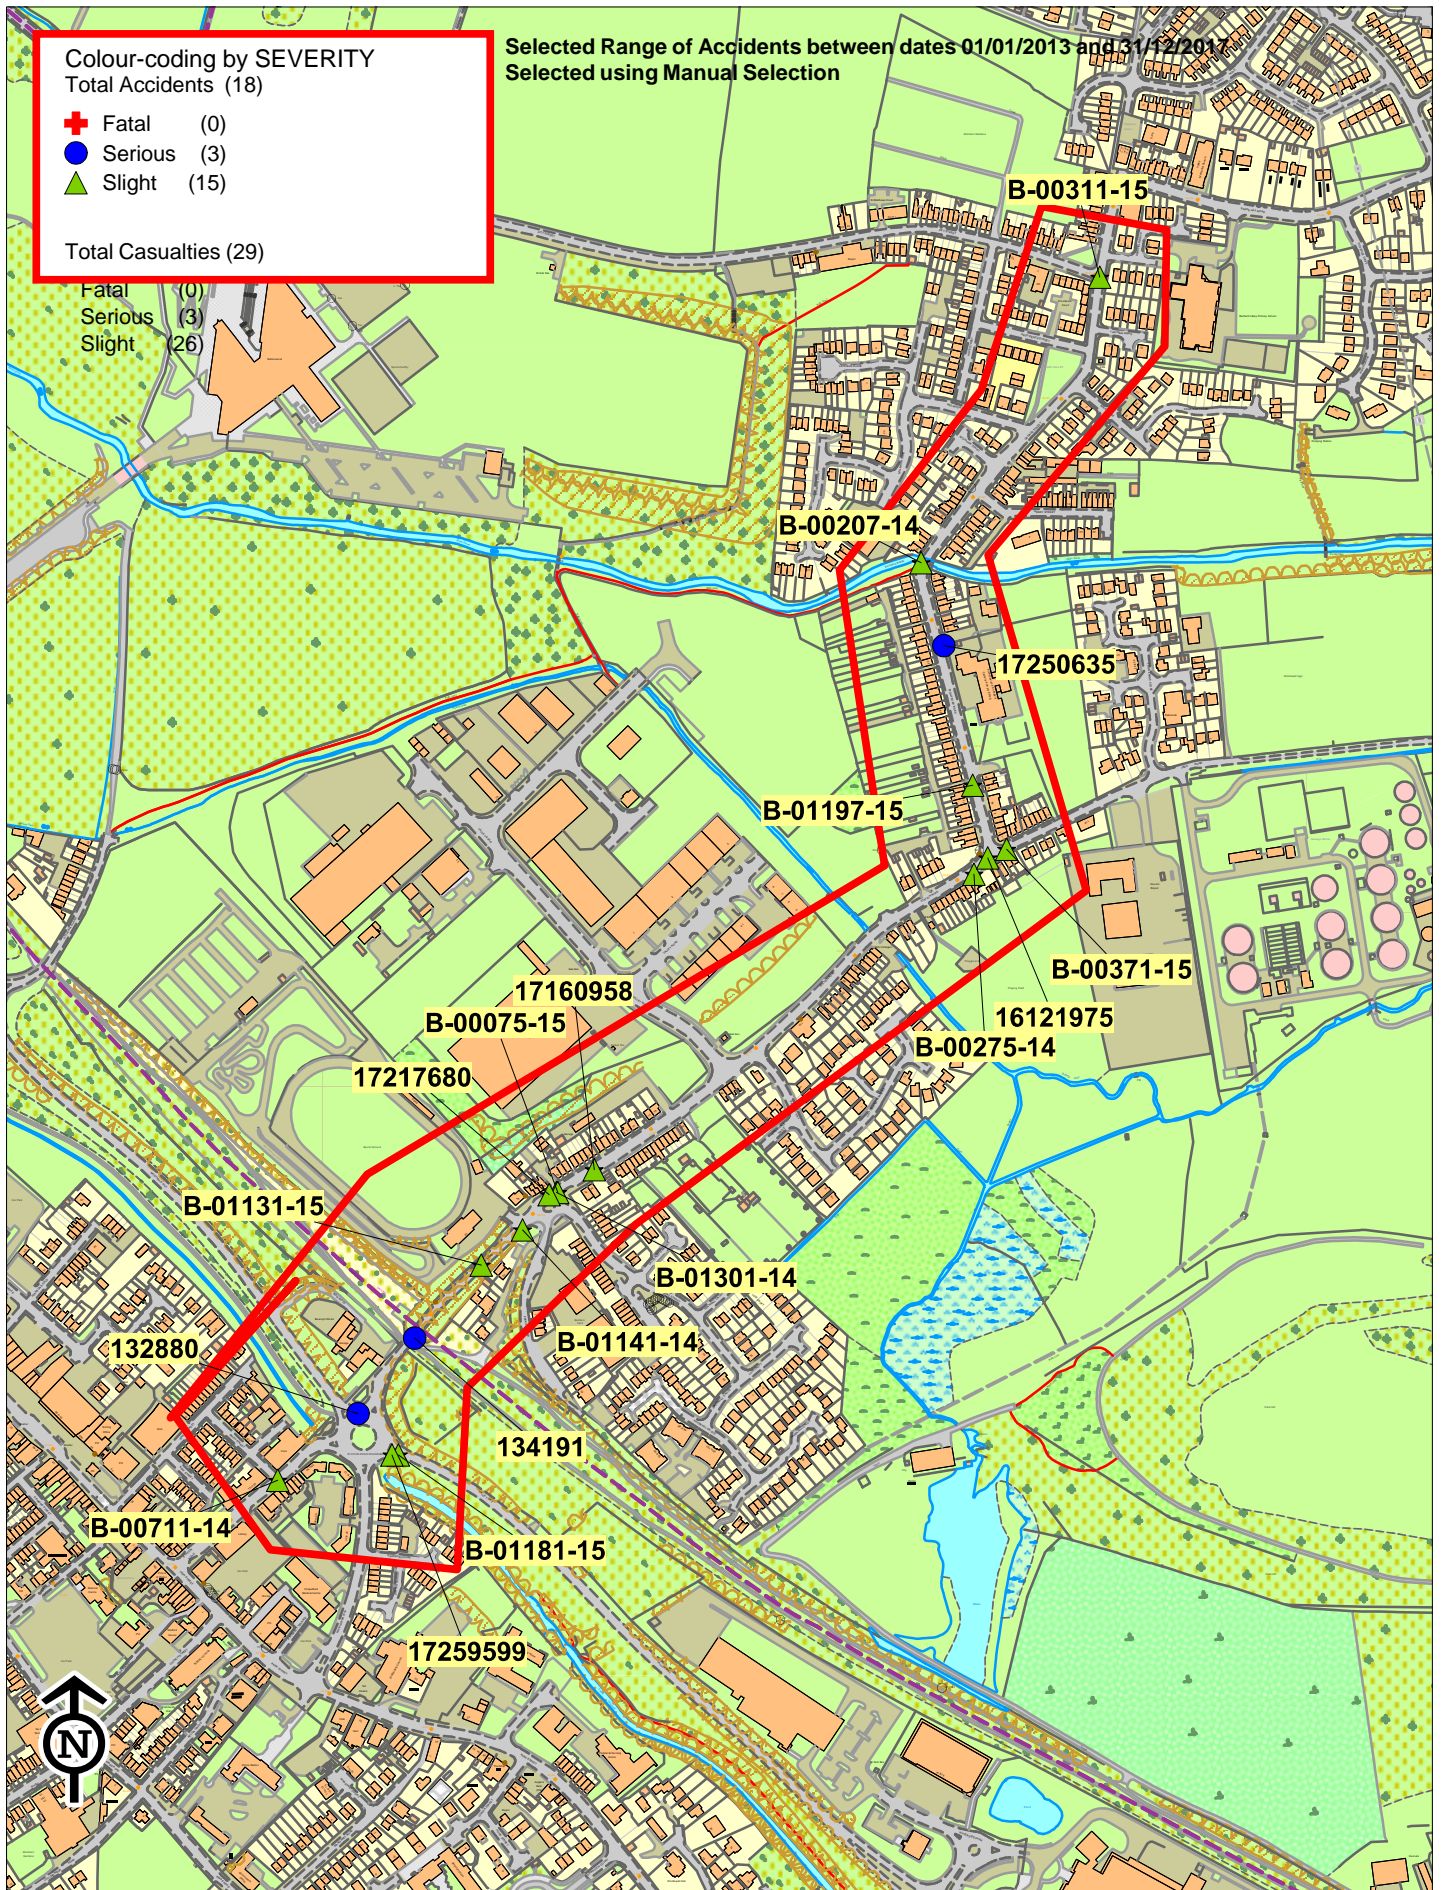 Colour-coding by SEVERITY
Total Accidents (18)
Fatal (0)
Serious (3)
Slight (15)
Total Casualties (29)
Fatal (0)
Serious (3)
Slight (26)
Selected Range of Accidents between dates 01/01/2013 and 31/12/2017
Selected using Manual Selection
B-00311-15
B-00207-14
17250635
B-01197-15
B-00371-15
17160958
B-00075-15
16121975
B-00275-14
17217680
B-01131-15
B-01301-14
B-01141-14
132880
134191
B-00711-14
B-01181-15
17259599
N